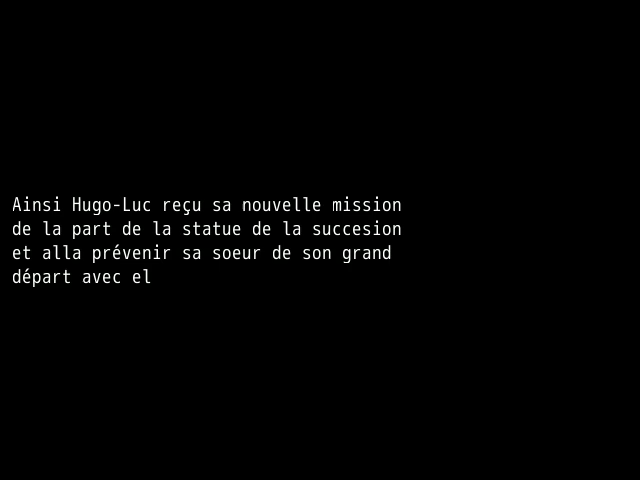 Ainsi Hugo-Luc reçu sa nouvelle mission
de la part de la statue de la succesion
et alla prévenir sa soeur de son grand
départ avec el